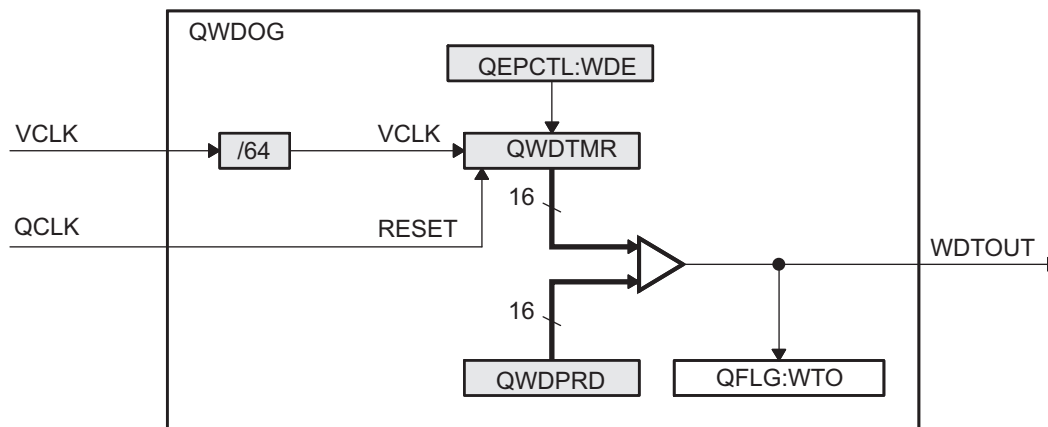 QWDOG
QEPCTL:WDE
VCLK
/64
VCLK
QWDTMR
16
QCLK
RESET
WDTOUT
16
QWDPRD
QFLG:WTO